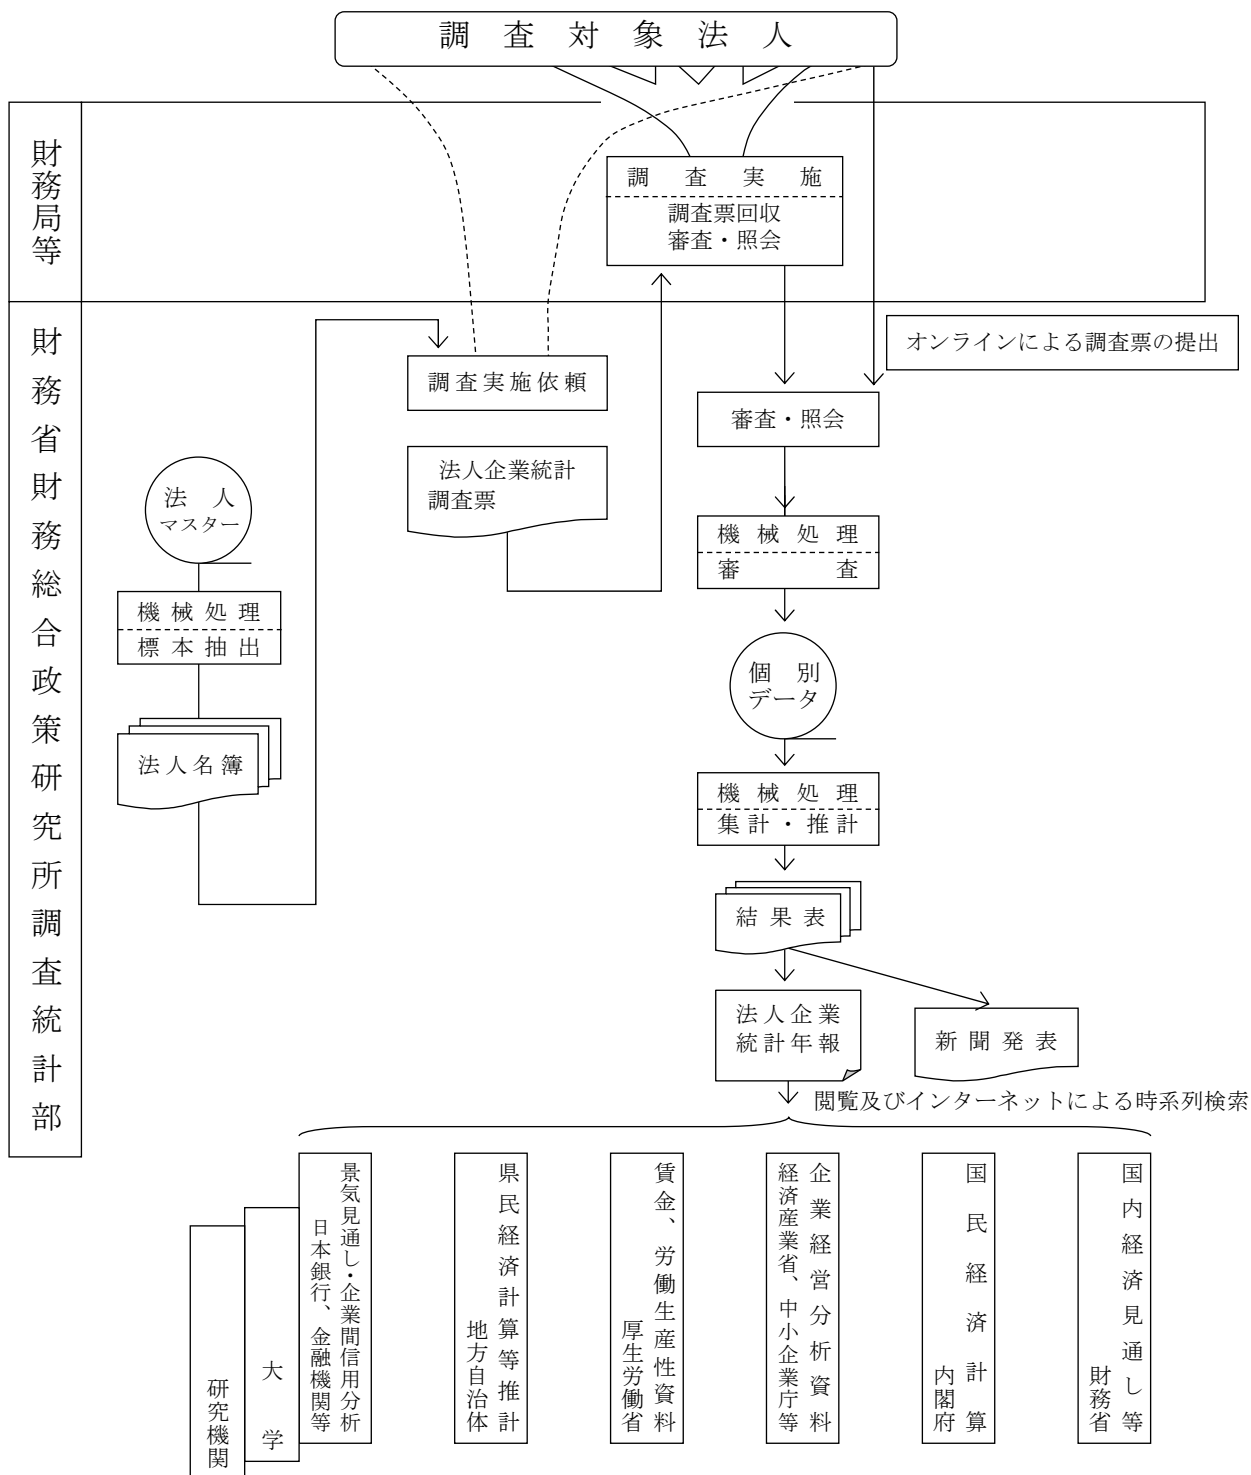 調査対象法人
財務局等
調査実施
調査票回収
審査・照会
財務省財務総合政策研究所調査統計部
オンラインによる調査票の提出
調査実施依頼
審査・照会
法人企業統計
調査票
法人
マスター
機械処理
審査
機械処理
標本抽出
個別
データ
法人名簿
機械処理
集計・推計
結果表
法人企業
統計年報
新聞発表
閲覧及びインターネットによる時系列検索
国内経済見通し等
財務省
国民経済計算
内閣府
企業経営分析資料
経済産業省、中小企業庁等
賃金、労働生産性資料
厚生労働省
県民経済計算等推計
地方自治体
景気見通し・企業間信用分析
日本銀行、金融機関等
大学
研究機関